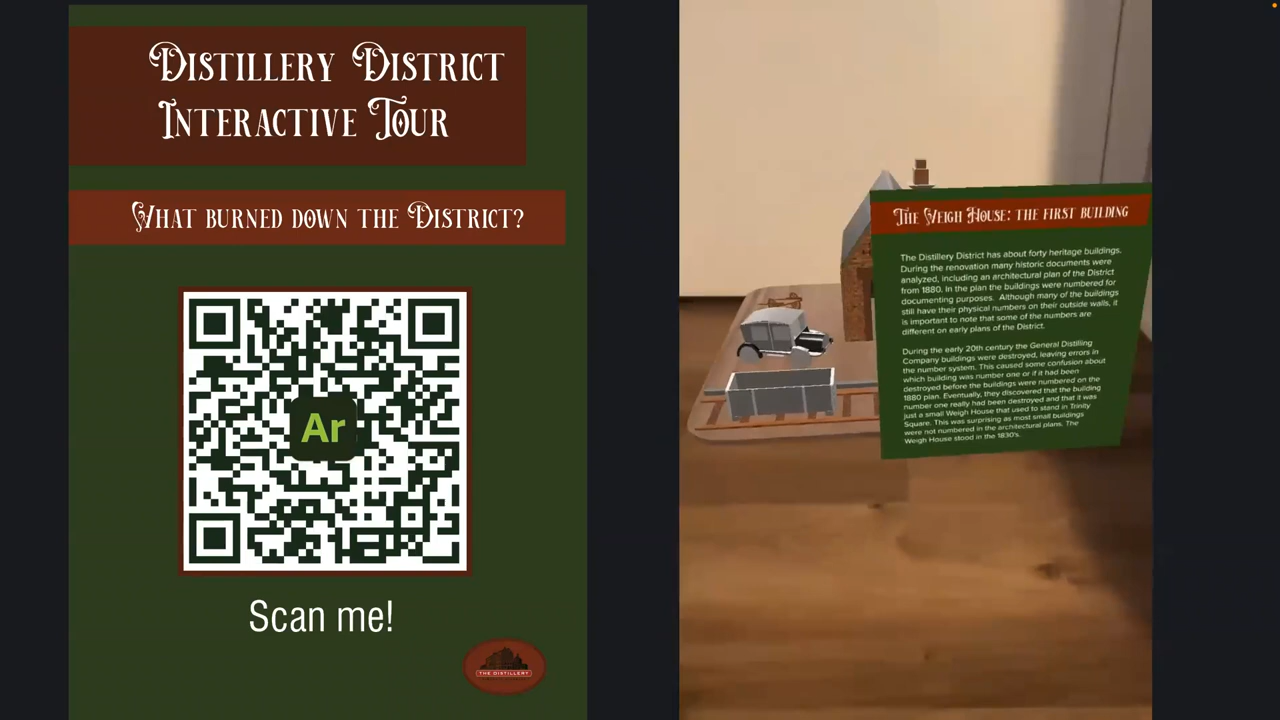 Distillery District
Interactive Tour
What burned down the District?
Ar
Scan me!
THE DISTILLERY
The Weigh House: the first building
The Distillery District has about forty heritage buildings.
During the renovation many historic documents were
analyzed, including an architectural plan of the District
from 1880. In the plan the buildings were numbered for
documenting purposes. Although many of the buildings
still have their physical numbers on their outside walls, it
is important to note that some of the numbers are
different on early plans of the District.
During the early 20th century the General Distilling
Company buildings were destroyed, leaving errors in
the number system. This caused some confusion about
which building was number one or if it had been
destroyed before the buildings were numbered on the
1880 plan. Eventually, they discovered that the building
number one really had been destroyed and that it was
just a small Weigh House that used to stand in Trinity
Square. This was surprising as most small buildings
were not numbered in the architectural plans. The
Weigh House stood in the 1830's.